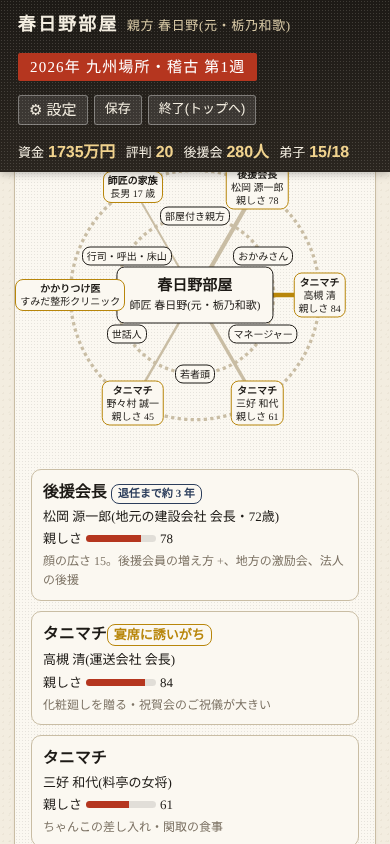 春日野部屋 親方 春日野(元・栃乃和歌)
2026年 九州場所・稽古 第1週
⚙ 設定 保存 終了(トップへ)
資金 1735万円 評判 20 後援会 280人 弟子 15/18
師匠の家族
長男 17 歳
後援会長
松岡 源一郎
親しさ 78
部屋付き親方
行司・呼出・床山
おかみさん
かかりつけ医
すみだ整形クリニック
春日野部屋
師匠 春日野(元・栃乃和歌)
タニマチ
高槻 清
親しさ 84
世話人
マネージャー
若者頭
タニマチ
野々村 誠一
親しさ 45
タニマチ
三好 和代
親しさ 61
後援会長 退任まで約 3 年
松岡 源一郎(地元の建設会社 会長・72歳)
親しさ 78
顔の広さ 15。後援会員の増え方 +、地方の激励会、法人
の後援
タニマチ 宴席に誘いがち
高槻 清(運送会社 会長)
親しさ 84
化粧廻しを贈る・祝賀会のご祝儀が大きい
タニマチ
三好 和代(料亭の女将)
親しさ 61
ちゃんこの差し入れ・関取の食事